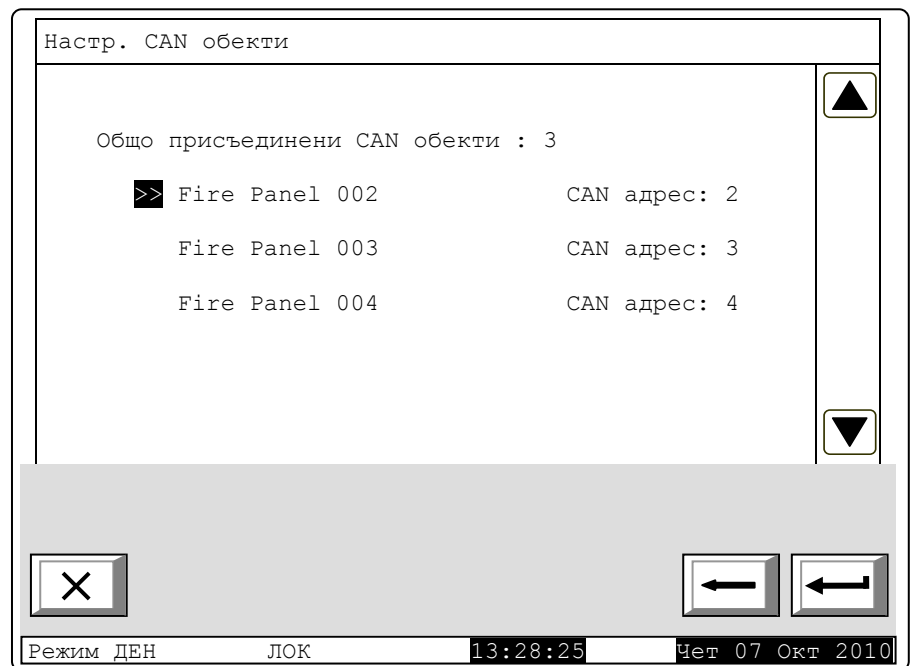 Настр. CAN обекти
Общо присъединени CAN обекти : 3
>> Fire Panel 002 CAN адрес: 2
Fire Panel 003 CAN адрес: 3
Fire Panel 004 CAN адрес: 4
Режим ДЕН ЛОК 13:28:25 Чет 07 Окт 2010